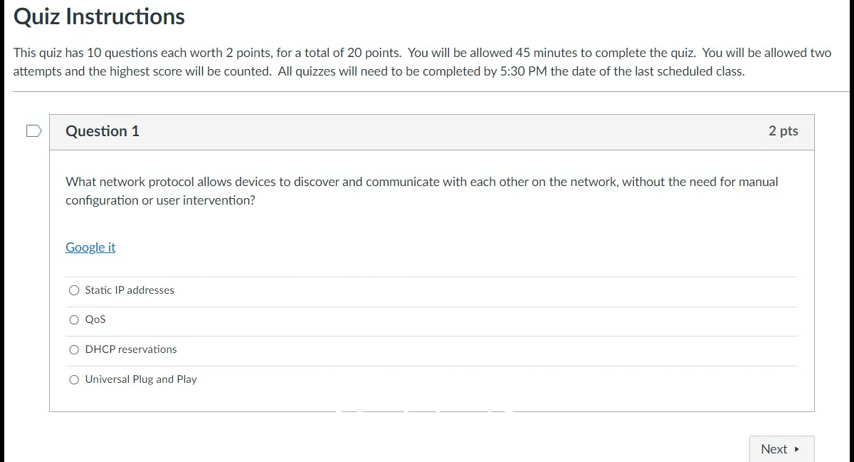 Quiz Instructions
This quiz has 10 questions each worth 2 points, for a total of 20 points.  You will be allowed 45 minutes to complete the quiz.  You will be allowed two
attempts and the highest score will be counted.  All quizzes will need to be completed by 5:30 PM the date of the last scheduled class.
Question 1
2 pts
What network protocol allows devices to discover and communicate with each other on the network, without the need for manual
configuration or user intervention?
Google it
Static IP addresses
QoS
DHCP reservations
Universal Plug and Play
Next